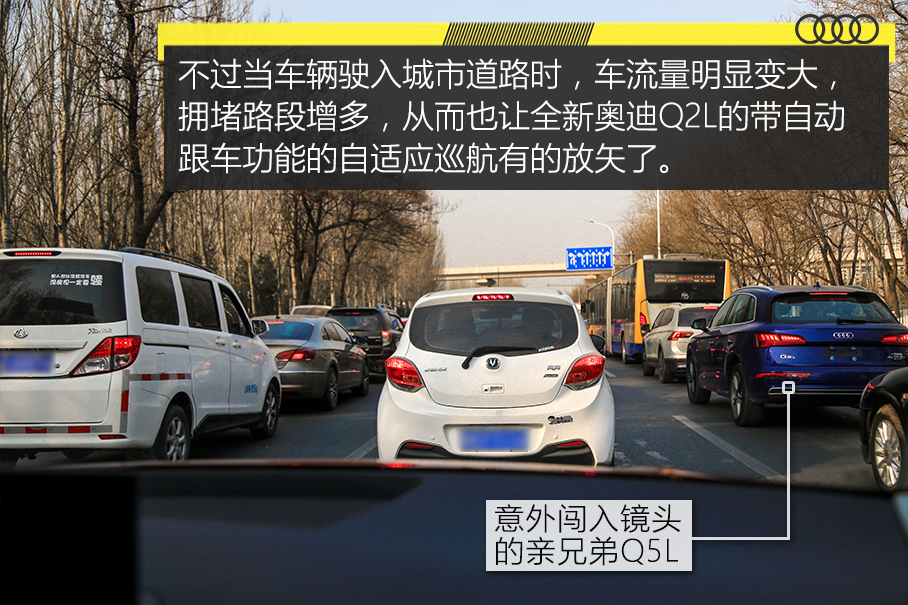 不过当车辆驶入城市道路时，车流量明显变大，
拥堵路段增多，从而也让全新奥迪Q2L的带自动
跟车功能的自适应巡航有的放矢了。
Q5L
意外闯入镜头
的亲兄弟Q5L